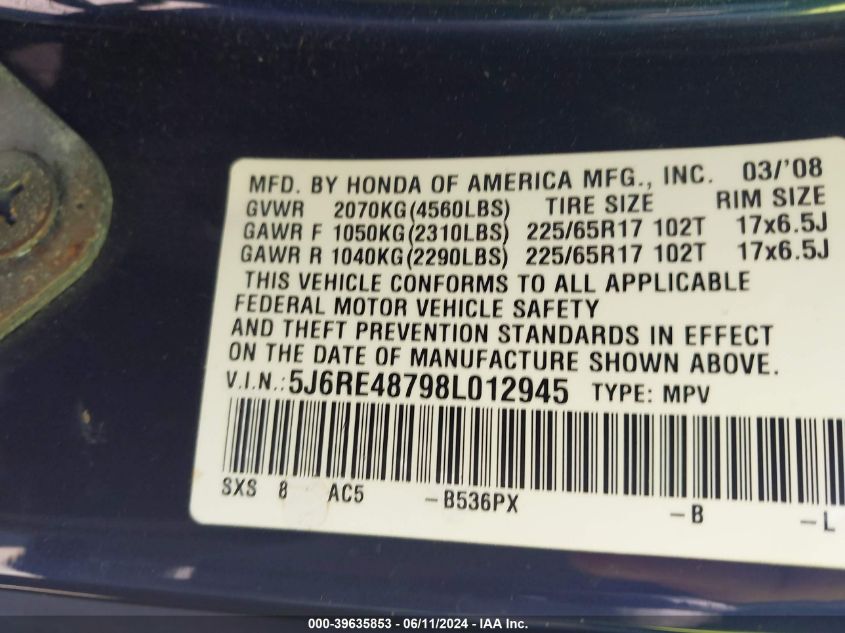 MFD. BY HONDA OF AMERICA MFG., INC. 03/'08
GVWR 2070KG(4560LBS) TIRE SIZE RIM SIZE
GAWR F 1050KG(2310LBS) 225/65R17 102T 17x6.5J
GAWR R 1040KG(2290LBS) 225/65R17 102T 17x6.5J
THIS VEHICLE CONFORMS TO ALL APPLICABLE
FEDERAL MOTOR VEHICLE SAFETY
AND THEFT PREVENTION STANDARDS IN EFFECT
ON THE DATE OF MANUFACTURE SHOWN ABOVE.
V.I.N.: 5J6RE48798L012945 TYPE: MPV
SXS AC5 -B536PX -B -L
000-39635853 - 06/11/2024 - IAA Inc.